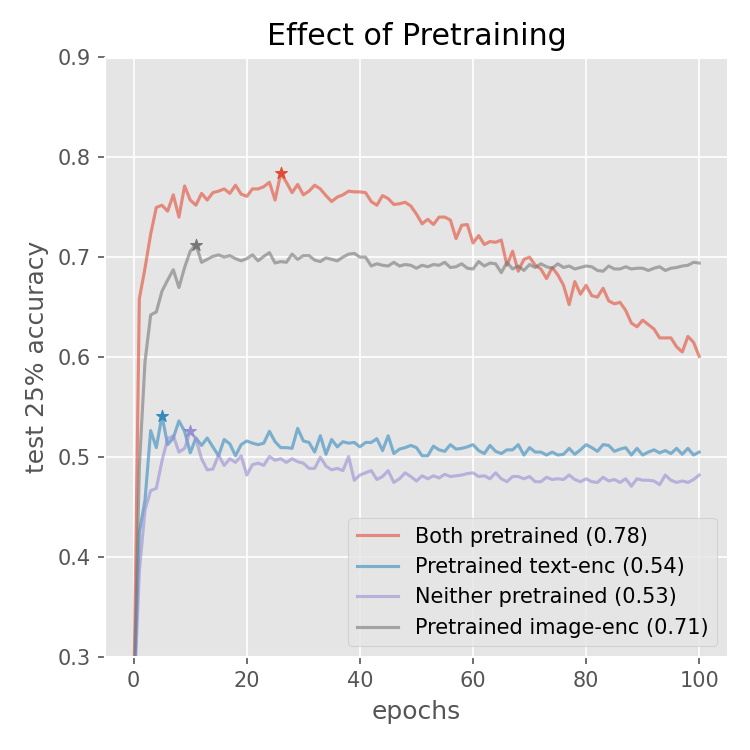 Effect of Pretraining
test 25% accuracy
0.9
0.8
0.7
0.6
0.5
0.4
0.3
Both pretrained (0.78)
Pretrained text-enc (0.54)
Neither pretrained (0.53)
Pretrained image-enc (0.71)
0 20 40 60 80 100
epochs